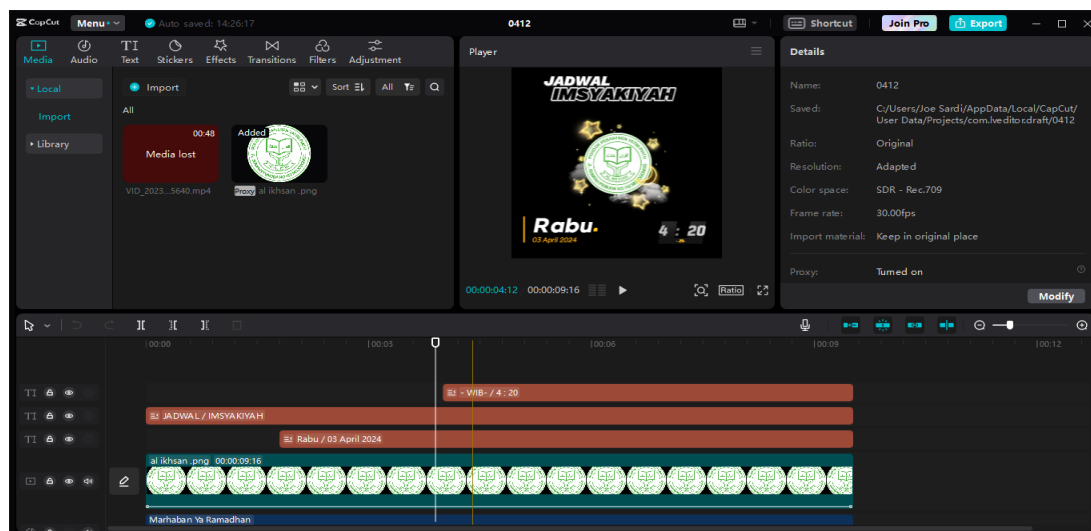 CapCut
Menu
Auto saved: 14:26:17
0412
Shortcut
Join Pro
Export
Media
Audio
TI
Text
Stickers
Effects
Transitions
Filters
Adjustment
Local
Import
Library
Import
Sort
All
All
00:48
Media lost
VID_2023...5640.mp4
Added
Proxy al ikhsan .png
Player
JADWAL
IMSYAKIYAH
Rabu.
03 April 2024
4 : 20
00:00:04:12 00:00:09:16
Ratio
Details
Name: 0412
Saved: C:/Users/Joe Sardi/AppData/Local/CapCut/
User Data/Projects/com.lveditor.draft/0412
Ratio: Original
Resolution: Adapted
Color space: SDR - Rec.709
Frame rate: 30.00fps
Import material: Keep in original place
Proxy: Turned on
Modify
00:00
00:03
00:06
00:09
00:12
TI
- WIB- / 4 : 20
TI
JADWAL / IMSYAKIYAH
TI
Rabu / 03 April 2024
al ikhsan .png 00:00:09:16
Marhaban Ya Ramadhan